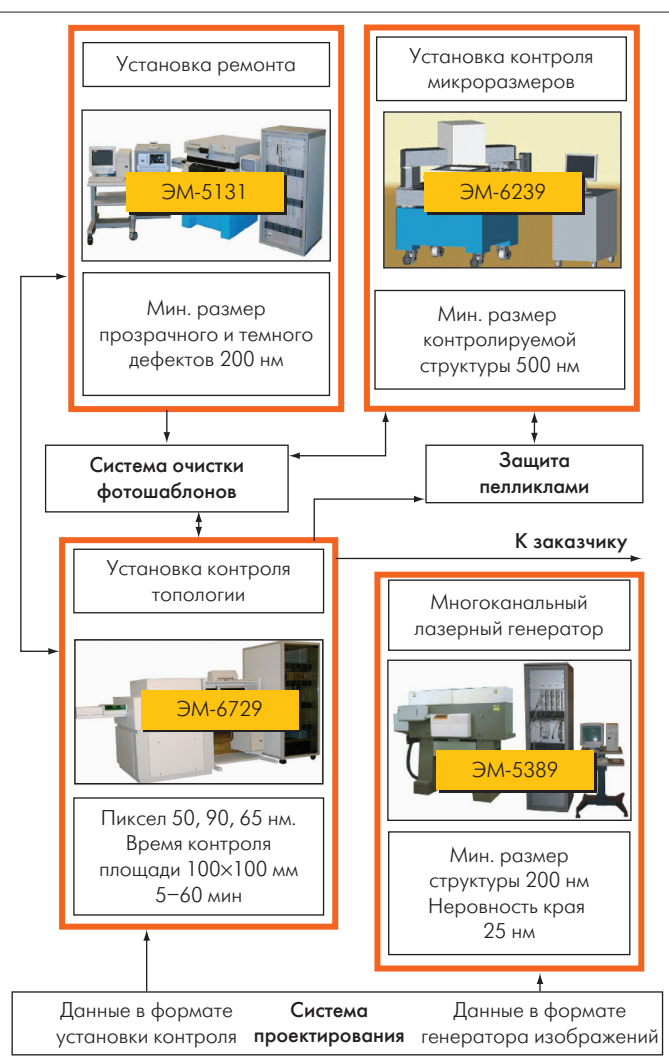 Установка ремонта
ЭМ-5131
Мин. размер
прозрачного и темного
дефектов 200 нм
Установка контроля
микроразмеров
ЭМ-6239
Мин. размер
контролируемой
структуры 500 нм
Система очистки
фотошаблонов
Защита
пелликлами
К заказчику
Установка контроля
топологии
ЭМ-6729
Пиксел 50, 90, 65 нм.
Время контроля
площади 100×100 мм
5–60 мин
Многоканальный
лазерный генератор
ЭМ-5389
Мин. размер
структуры 200 нм
Неровность края
25 нм
Данные в формате
установки контроля
Система
проектирования
Данные в формате
генератора изображений